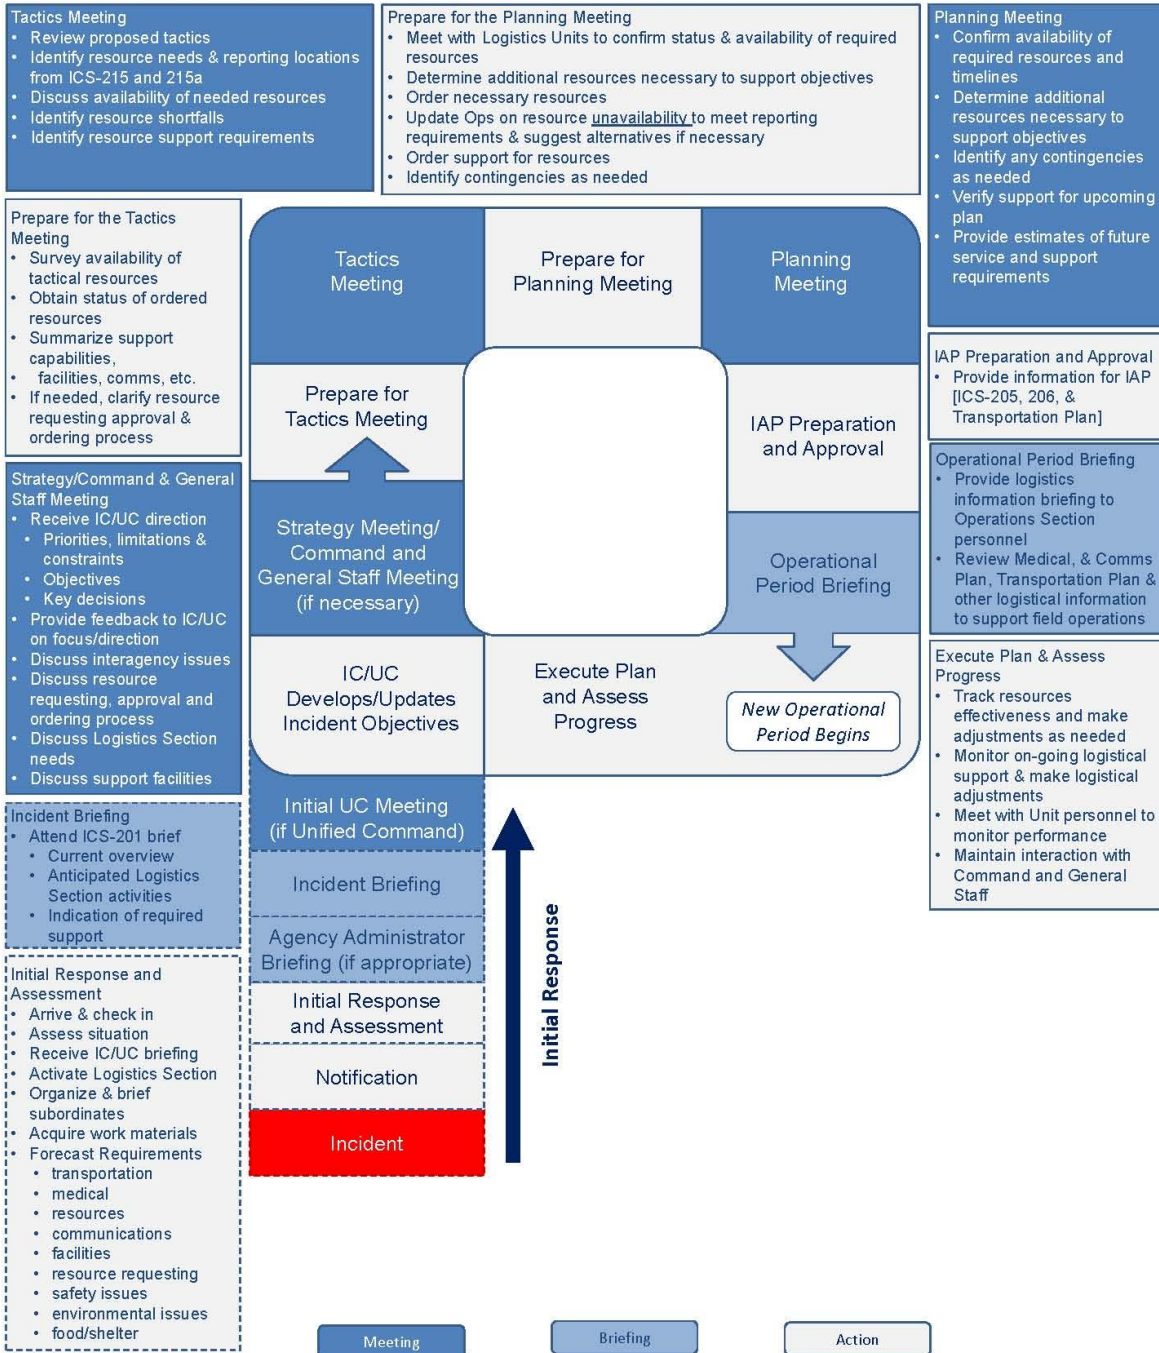 Tactics Meeting
• Review proposed tactics
• Identify resource needs & reporting locations
from ICS-215 and 215a
• Discuss availability of needed resources
• Identify resource shortfalls
• Identify resource support requirements
Prepare for the Planning Meeting
• Meet with Logistics Units to confirm status & availability of required
resources
• Determine additional resources necessary to support objectives
• Order necessary resources
• Update Ops on resource unavailability to meet reporting
requirements & suggest alternatives if necessary
• Order support for resources
• Identify contingencies as needed
Planning Meeting
• Confirm availability of
required resources and
timelines
• Determine additional
resources necessary to
support objectives
• Identify any contingencies
as needed
• Verify support for upcoming
plan
• Provide estimates of future
service and support
requirements
Prepare for the Tactics
Meeting
• Survey availability of
tactical resources
• Obtain status of ordered
resources
• Summarize support
capabilities,
• facilities, comms, etc.
• If needed, clarify resource
requesting approval &
ordering process
Strategy/Command & General
Staff Meeting
• Receive IC/UC direction
• Priorities, limitations &
constraints
• Objectives
• Key decisions
• Provide feedback to IC/UC
on focus/direction
• Discuss interagency issues
• Discuss resource
requesting, approval and
ordering process
• Discuss Logistics Section
needs
• Discuss support facilities
Incident Briefing
• Attend ICS-201 brief
• Current overview
• Anticipated Logistics
Section activities
• Indication of required
support
Initial Response and
Assessment
• Arrive & check in
• Assess situation
• Receive IC/UC briefing
• Activate Logistics Section
• Organize & brief
subordinates
• Acquire work materials
• Forecast Requirements
• transportation
• medical
• resources
• communications
• facilities
• resource requesting
• safety issues
• environmental issues
• food/shelter
Tactics
Meeting
Prepare for
Planning Meeting
Planning
Meeting
Prepare for
Tactics Meeting
IAP Preparation
and Approval
Strategy Meeting/
Command and
General Staff Meeting
(if necessary)
Operational
Period Briefing
IC/UC
Develops/Updates
Incident Objectives
Execute Plan
and Assess
Progress
New Operational
Period Begins
Initial UC Meeting
(if Unified Command)
Incident Briefing
Agency Administrator
Briefing (if appropriate)
Initial Response
and Assessment
Notification
Incident
Initial Response
IAP Preparation and Approval
• Provide information for IAP
[ICS-205, 206, &
Transportation Plan]
Operational Period Briefing
• Provide logistics
information briefing to
Operations Section
personnel
• Review Medical, & Comms
Plan, Transportation Plan &
other logistical information
to support field operations
Execute Plan & Assess
Progress
• Track resources
effectiveness and make
adjustments as needed
• Monitor on-going logistical
support & make logistical
adjustments
• Meet with Unit personnel to
monitor performance
• Maintain interaction with
Command and General
Staff
Meeting
Briefing
Action